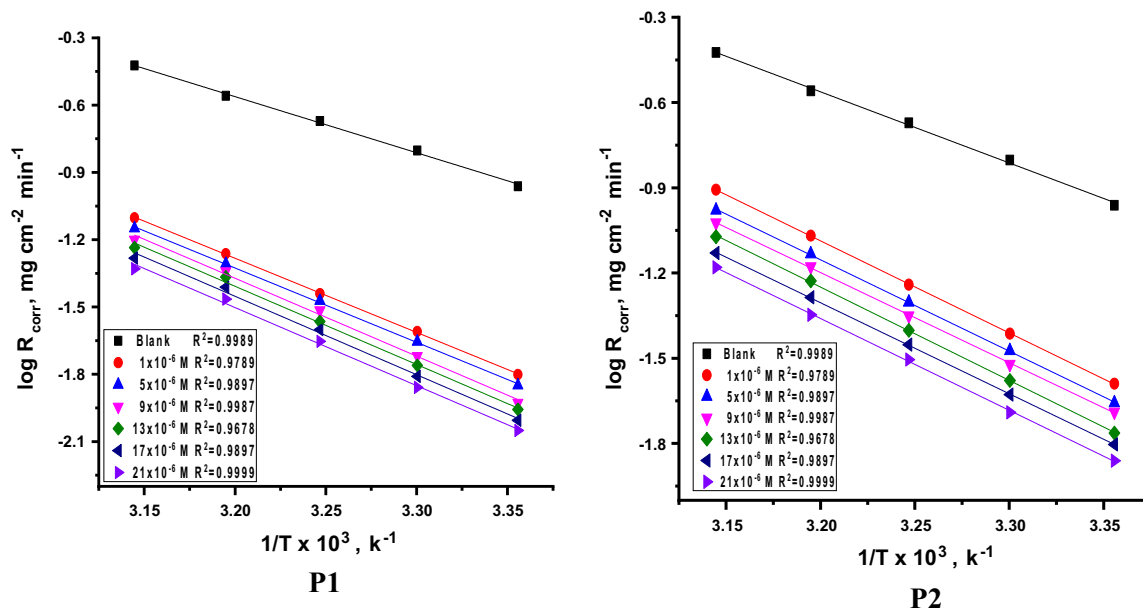 -0.3
-0.6
-0.9
-1.2
-1.5
-1.8
-2.1
log R_corr, mg cm⁻² min⁻¹
Blank R²=0.9989
1x10⁻⁶ M R²=0.9789
5x10⁻⁶ M R²=0.9897
9x10⁻⁶ M R²=0.9987
13x10⁻⁶ M R²=0.9678
17x10⁻⁶ M R²=0.9897
21x10⁻⁶ M R²=0.9999
3.15 3.20 3.25 3.30 3.35
1/T x 10³ , k⁻¹
P1
-0.3
-0.6
-0.9
-1.2
-1.5
-1.8
log R_corr, mg cm⁻² min⁻¹
Blank R²=0.9989
1x10⁻⁶ M R²=0.9789
5x10⁻⁶ M R²=0.9897
9x10⁻⁶ M R²=0.9987
13x10⁻⁶ M R²=0.9678
17x10⁻⁶ M R²=0.9897
21x10⁻⁶ M R²=0.9999
3.15 3.20 3.25 3.30 3.35
1/T x 10³ , k⁻¹
P2